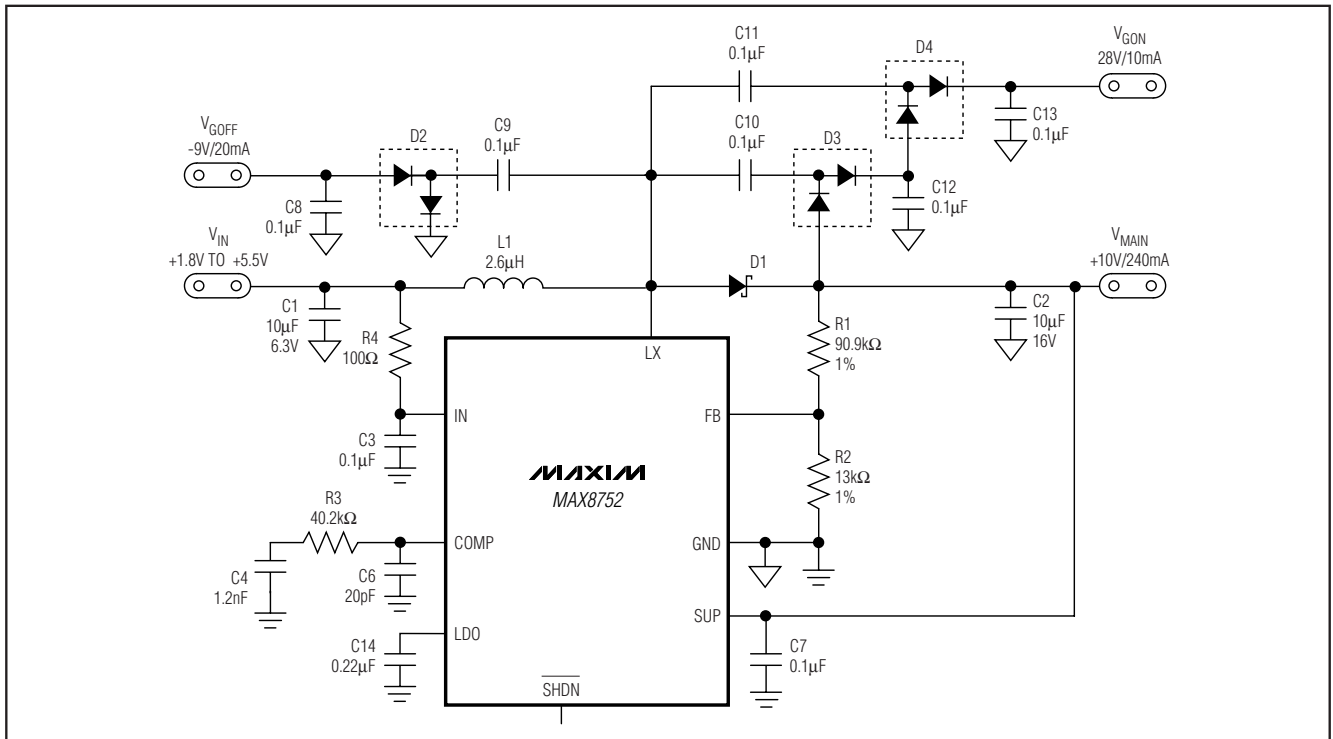 C11
0.1µF
D4
VGON
28V/10mA
C13
0.1µF
VGOFF
-9V/20mA
D2
C9
0.1µF
C10
0.1µF
D3
C8
0.1µF
C12
0.1µF
VIN
+1.8V TO +5.5V
L1
2.6µH
D1
VMAIN
+10V/240mA
C1
10µF
6.3V
R4
100Ω
LX
R1
90.9kΩ
1%
C2
10µF
16V
IN
FB
C3
0.1µF
MAXIM
MAX8752
R2
13kΩ
1%
R3
40.2kΩ
COMP
GND
C4
1.2nF
C6
20pF
SUP
LDO
C14
0.22µF
C7
0.1µF
SHDN